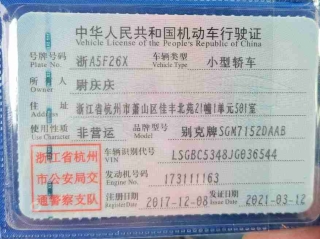 中华人民共和国机动车行驶证
Vehicle License of the People's Republic of China
号牌号码 浙A5F26X 车辆类型 小型轿车
Plate No. Vehicle Type
所有人 尉庆庆
Owner
住址 浙江省杭州市萧山区佳丰北苑21幢1单元501室
Address
使用性质 非营运 品牌型号 别克牌SGM7152DAAB
Use Character Model
浙江省杭州市公安局交通警察支队
车辆识别代号 LSGBC5348JG036544
VIN
发动机号码 173111163
Engine No.
注册日期 2017-12-08 发证日期 2021-03-12
Register Date Issue Date